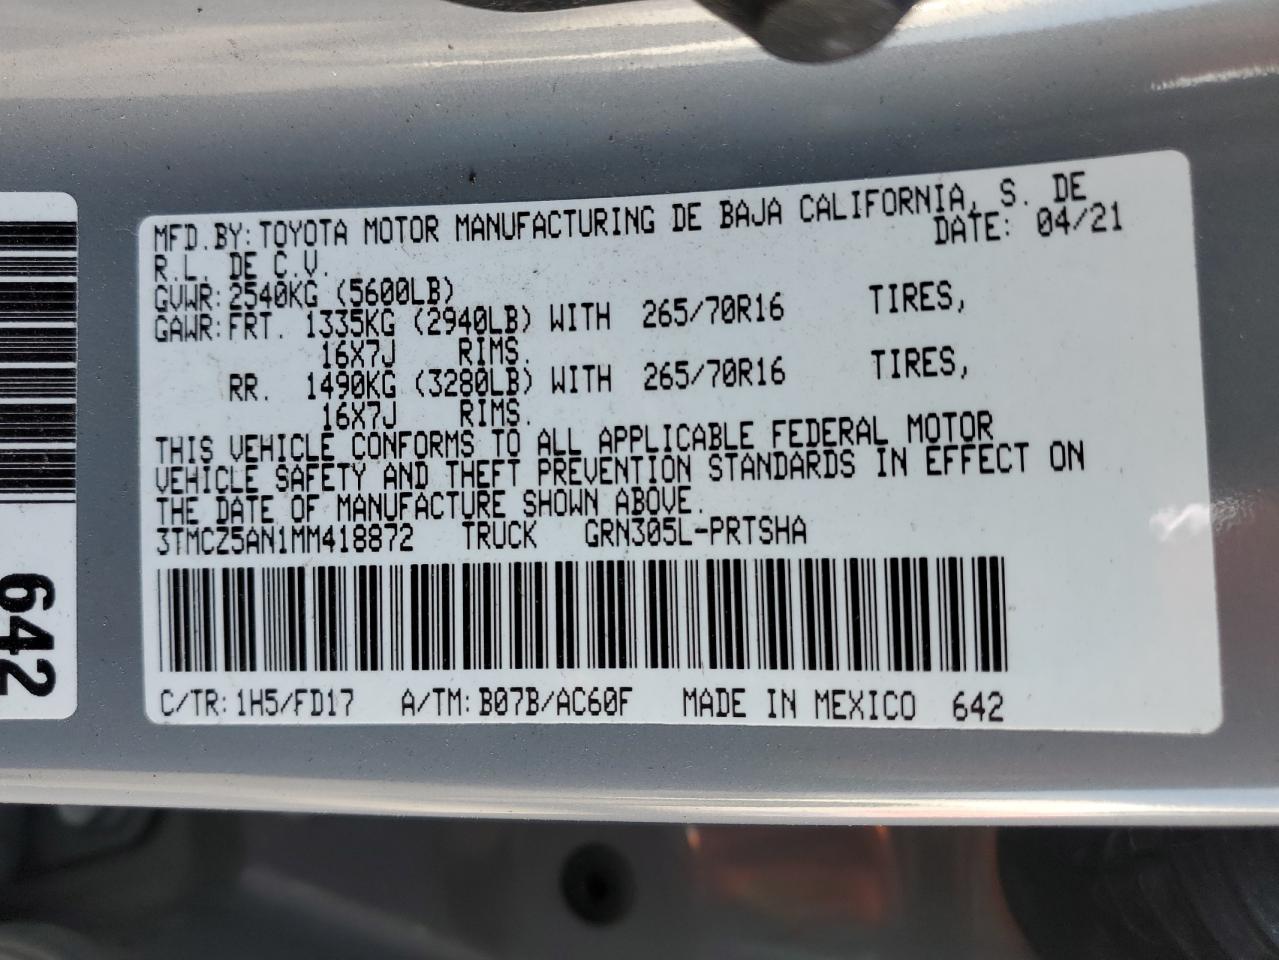 MFD.BY:TOYOTA MOTOR MANUFACTURING DE BAJA CALIFORNIA, S. DE
R.L. DE C.V. DATE: 04/21
GVWR:2540KG (5600LB)
GAWR:FRT. 1335KG (2940LB) WITH 265/70R16 TIRES,
16X7J RIMS.
RR. 1490KG (3280LB) WITH 265/70R16 TIRES,
16X7J RIMS.
THIS VEHICLE CONFORMS TO ALL APPLICABLE FEDERAL MOTOR
VEHICLE SAFETY AND THEFT PREVENTION STANDARDS IN EFFECT ON
THE DATE OF MANUFACTURE SHOWN ABOVE.
3TMCZ5AN1MM418872 TRUCK GRN305L-PRTSHA
C/TR:1H5/FD17 A/TM:B07B/AC60F MADE IN MEXICO 642
642